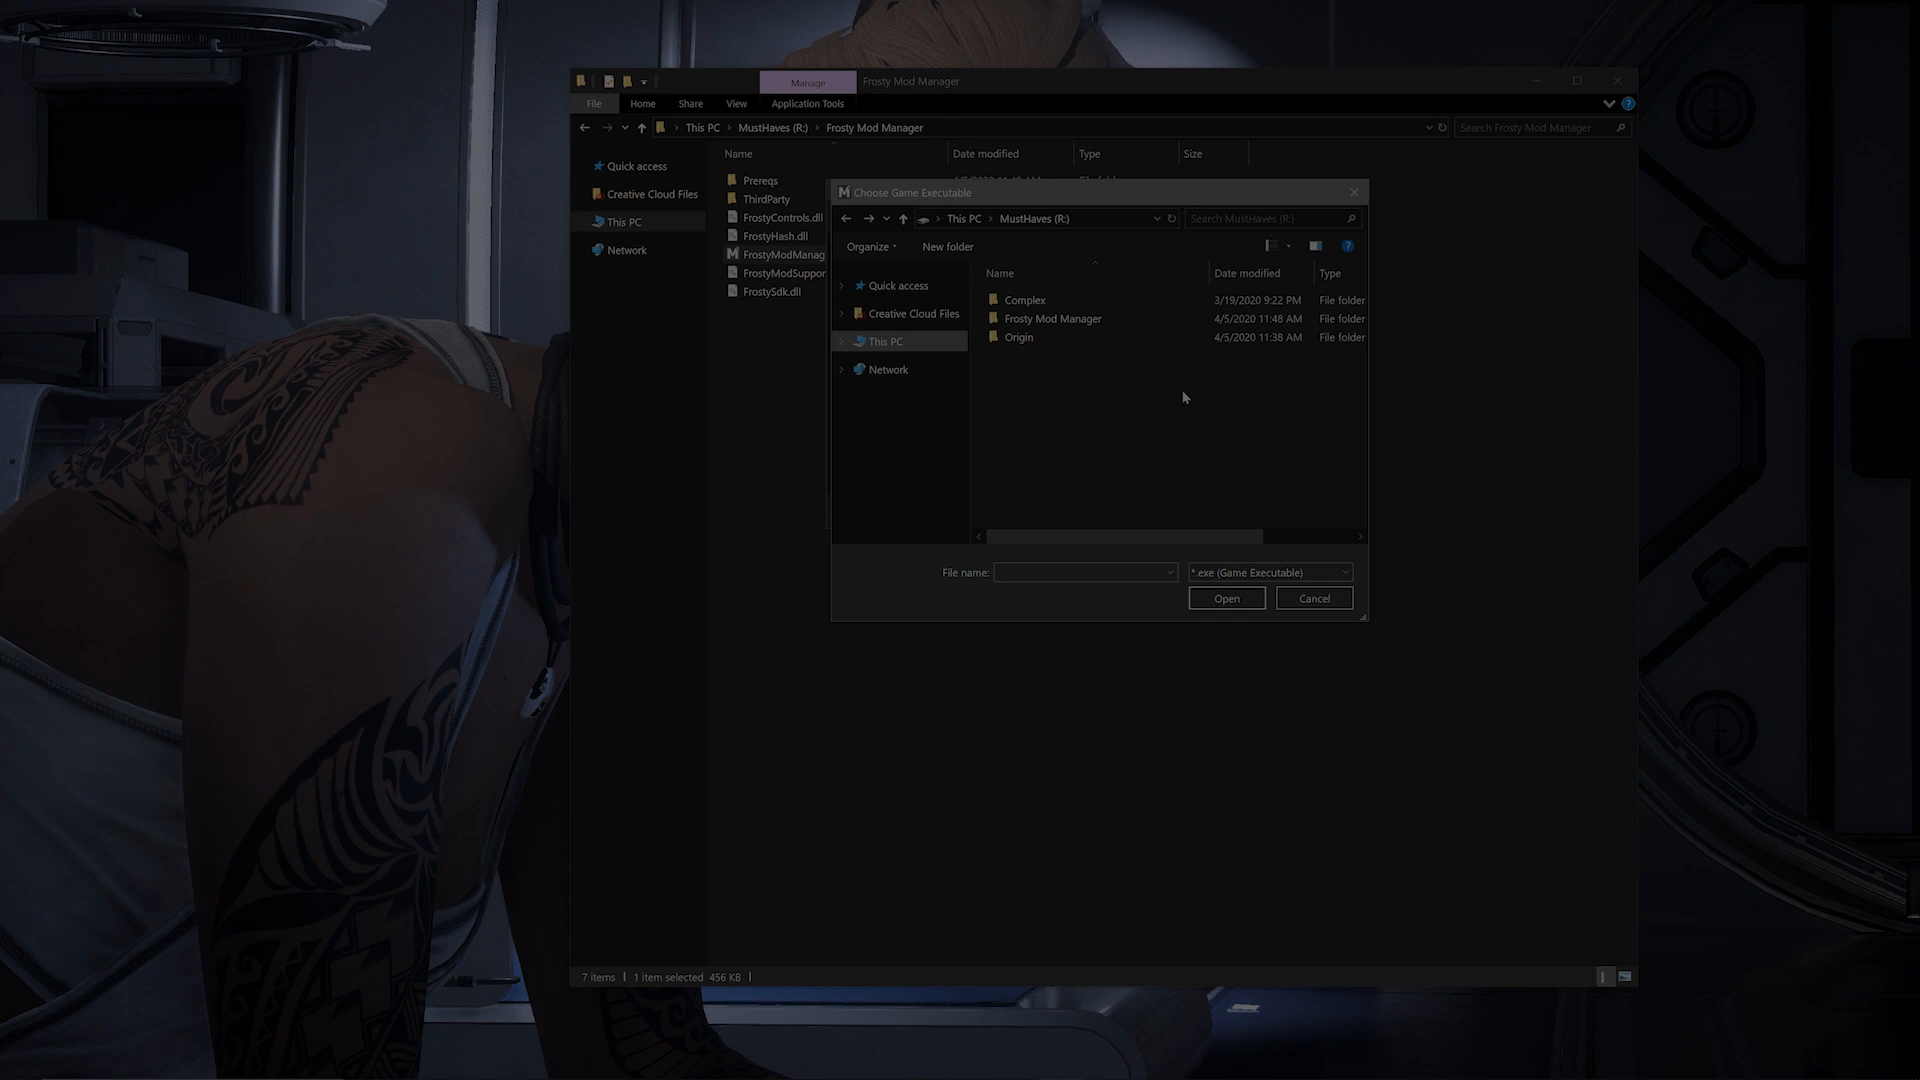 Manage
Frosty Mod Manager
File
Home
Share
View
Application Tools
This PC
MustHaves (R:)
Frosty Mod Manager
Search Frosty Mod Manager
Quick access
Creative Cloud Files
This PC
Network
Name
Date modified
Type
Size
Prereqs
ThirdParty
FrostyControls.dll
FrostyHash.dll
FrostyModManag
FrostyModSuppor
FrostySdk.dll
Choose Game Executable
This PC
MustHaves (R:)
Search MustHaves (R:)
Organize
New folder
Quick access
Creative Cloud Files
This PC
Network
Name
Date modified
Type
Complex
3/19/2020 9:22 PM
File folder
Frosty Mod Manager
4/5/2020 11:48 AM
File folder
Origin
4/5/2020 11:38 AM
File folder
File name:
*.exe (Game Executable)
Open
Cancel
7 items
1 item selected 456 KB